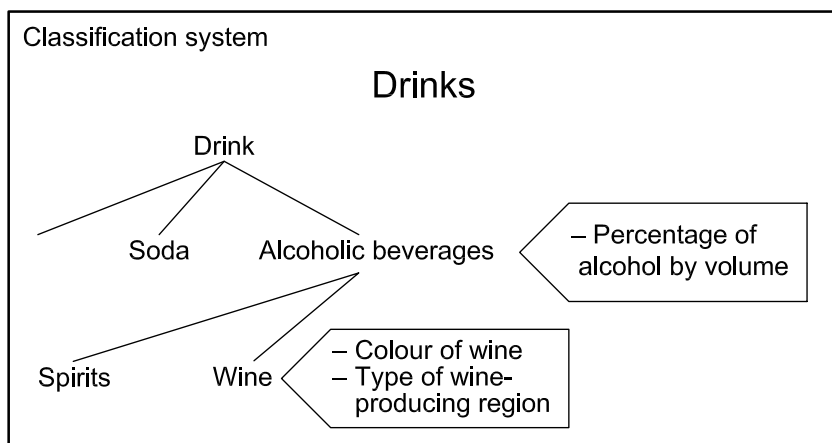 Classification system
Drinks
Drink
Soda
Alcoholic beverages
– Percentage of
alcohol by volume
Spirits
Wine
– Colour of wine
– Type of wine-
producing region